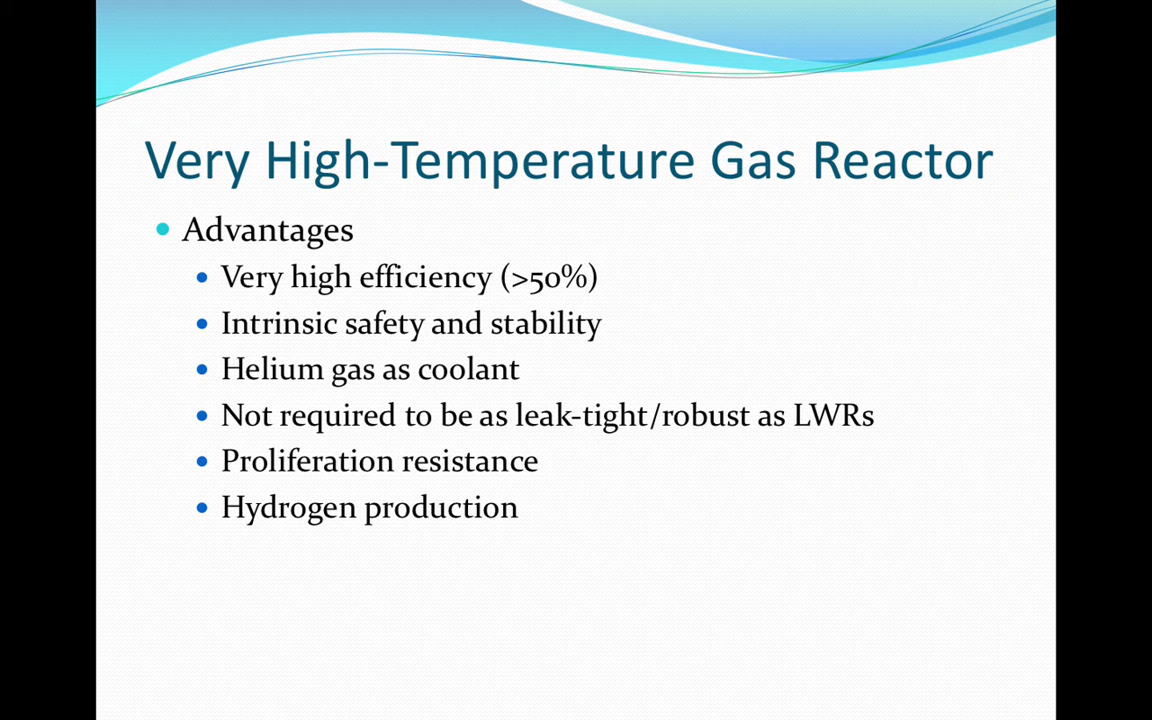 Very High-Temperature Gas Reactor
Advantages
Very high efficiency (>50%)
Intrinsic safety and stability
Helium gas as coolant
Not required to be as leak-tight/robust as LWRs
Proliferation resistance
Hydrogen production